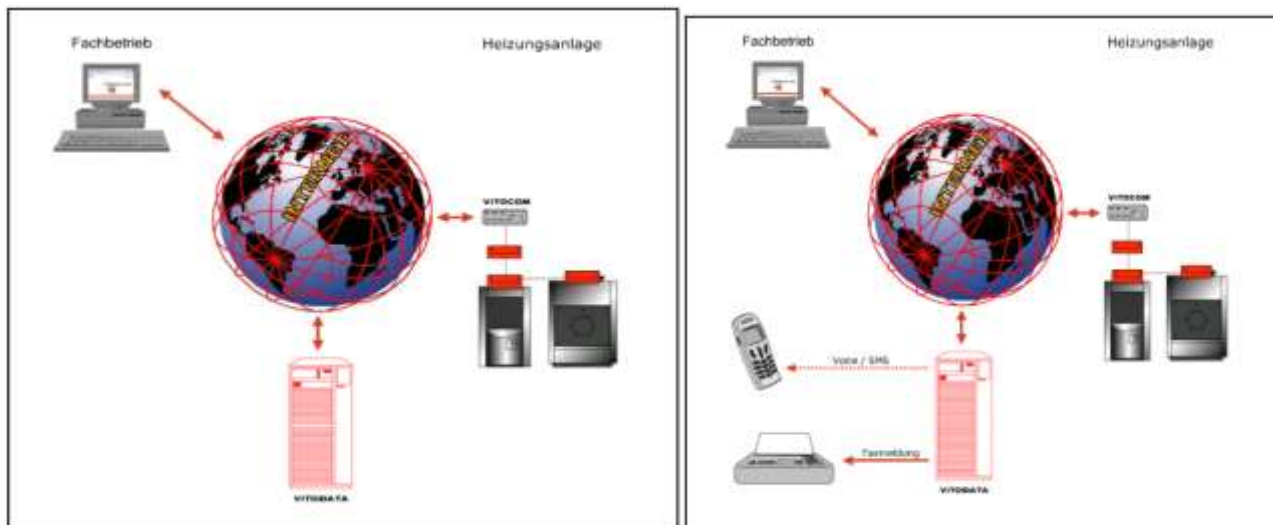 Fachbetrieb
Heizungsanlage
INTERNET
VITOCOM
VITODATA
Fachbetrieb
Heizungsanlage
INTERNET
VITOCOM
Voice / SMS
Faxmeldung
VITODATA